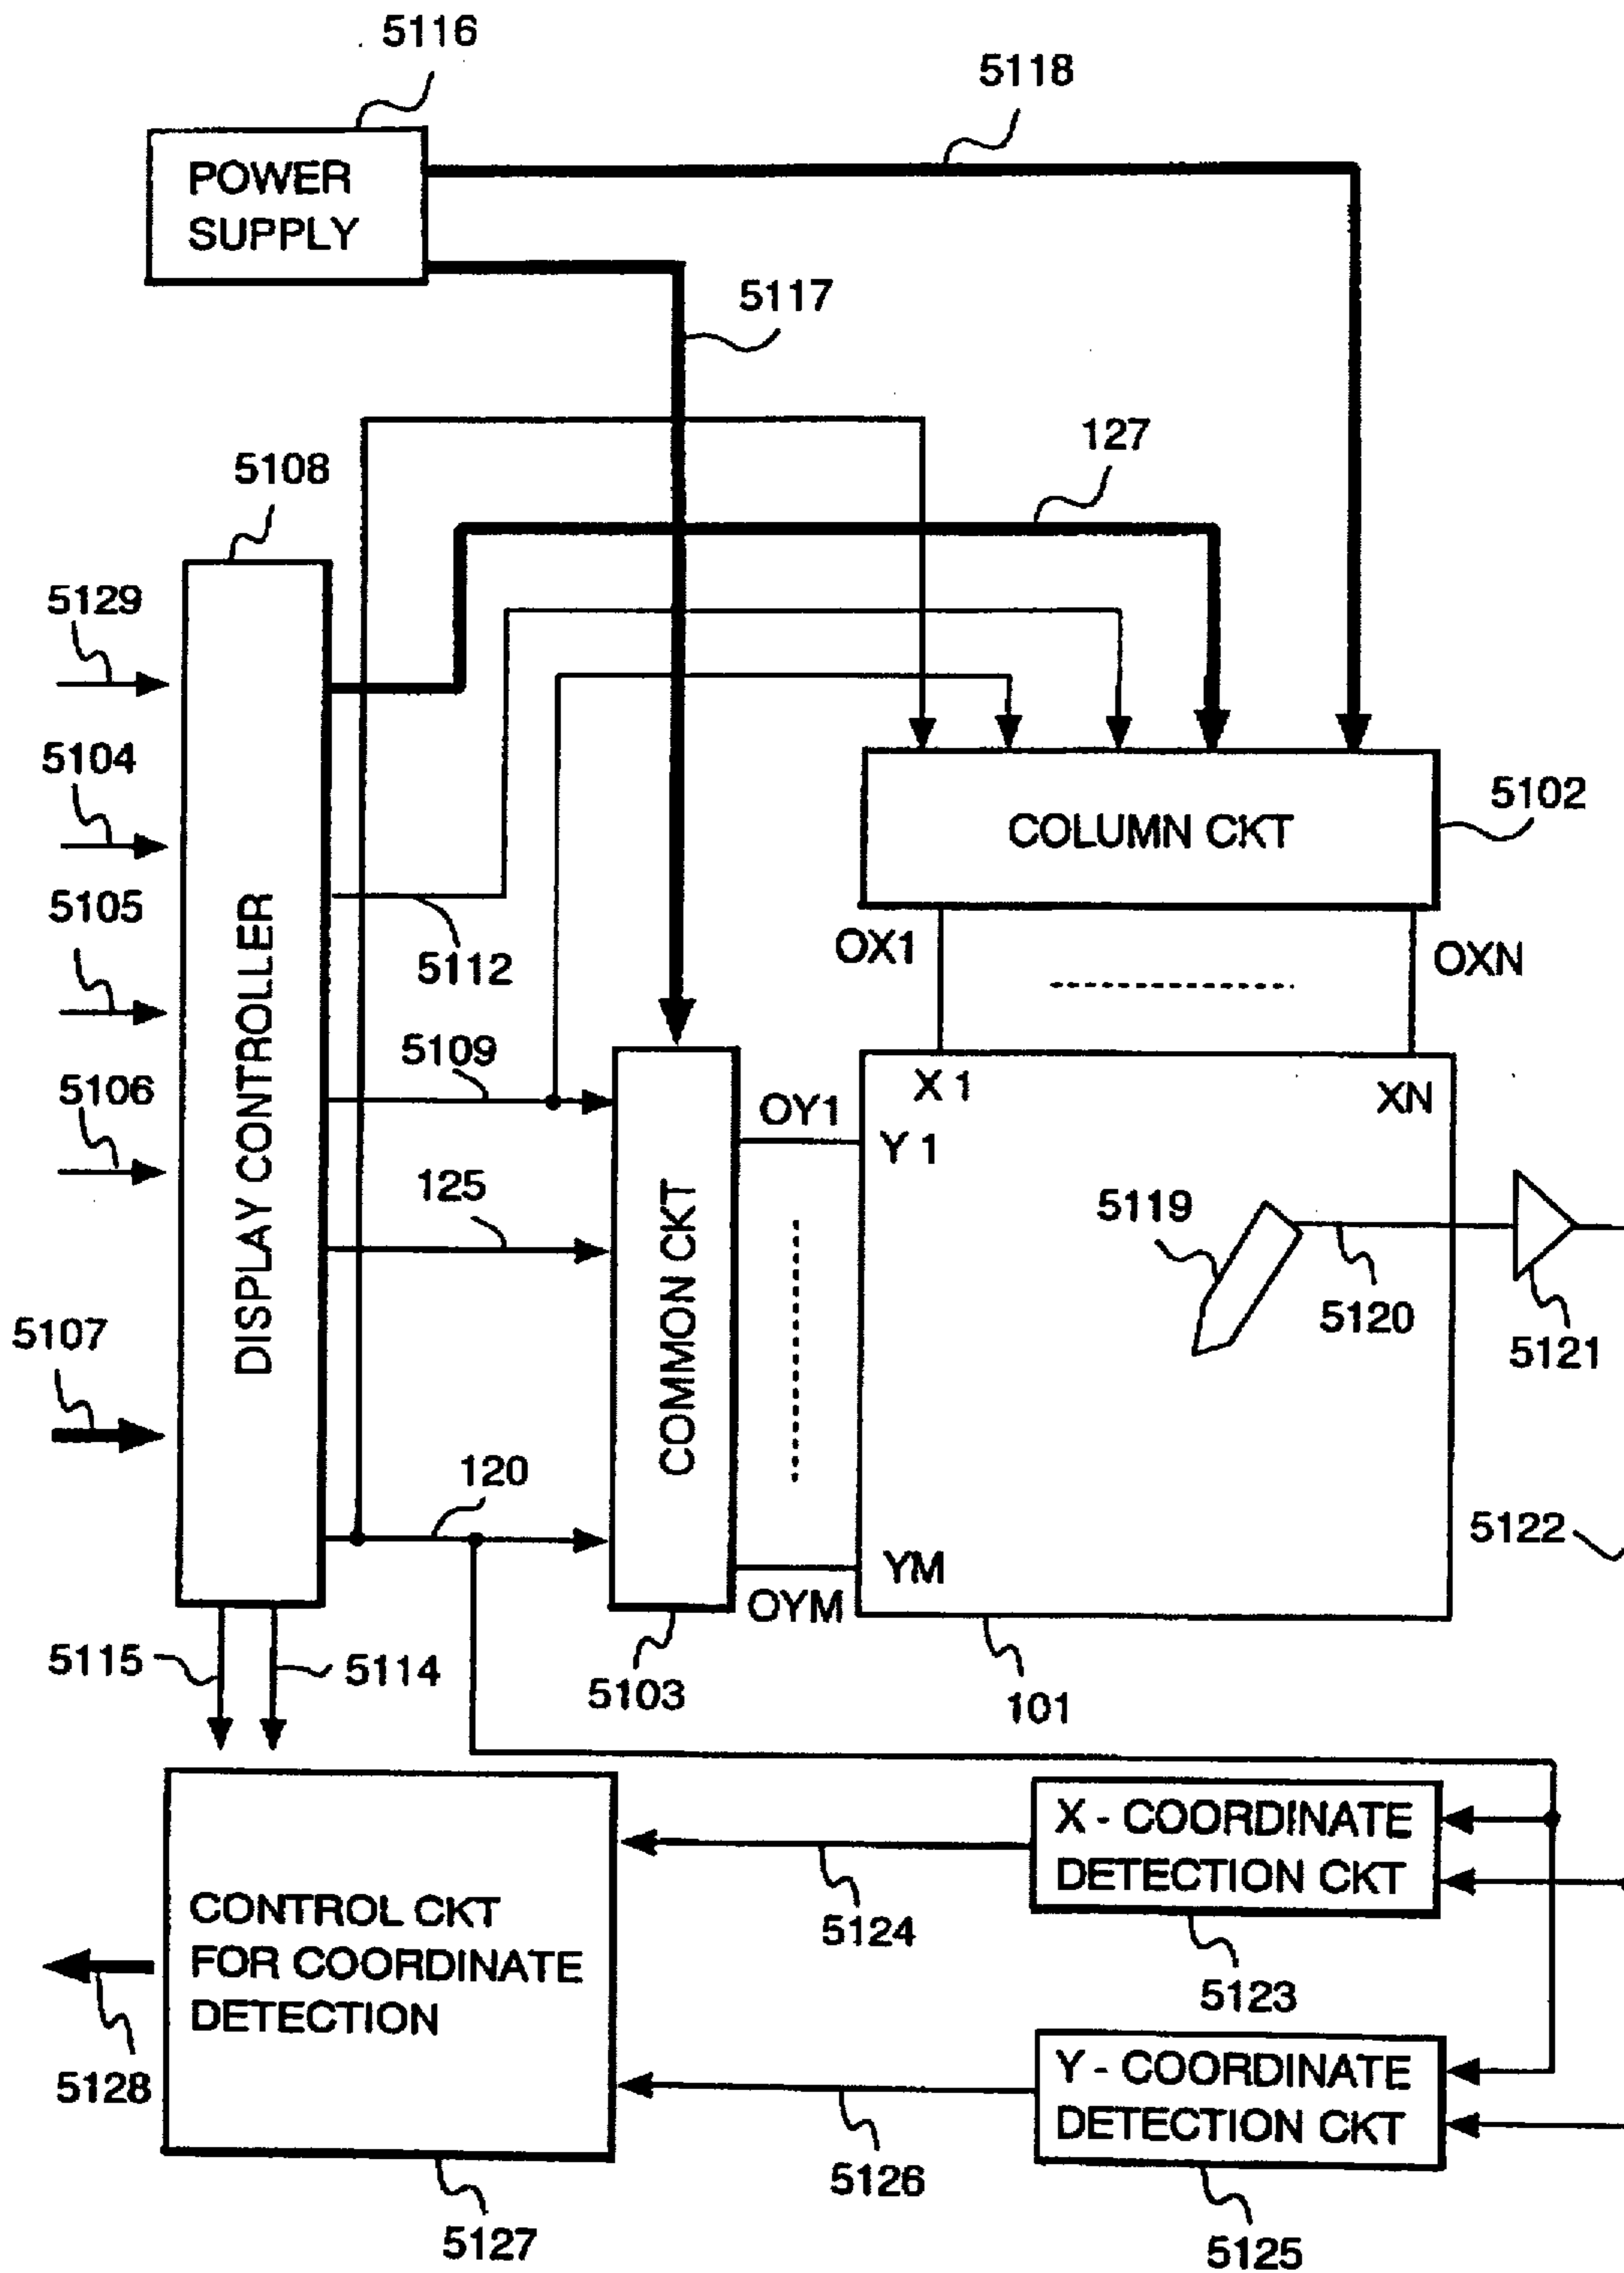 5116
5118
POWER
SUPPLY
5117
127
5108
5129
5104
5102
COLUMN CKT
5105
DISPLAY CONTROLLER
5112
OX1
OXN
5109
X 1
XN
5106
OY1
Y 1
125
COMMON CKT
5119
5120
5121
5107
120
5122
YM
OYM
5115
5114
5103
101
X - COORDINATE
DETECTION CKT
CONTROL CKT
FOR COORDINATE
DETECTION
5124
5123
5128
Y - COORDINATE
DETECTION CKT
5126
5127
5125